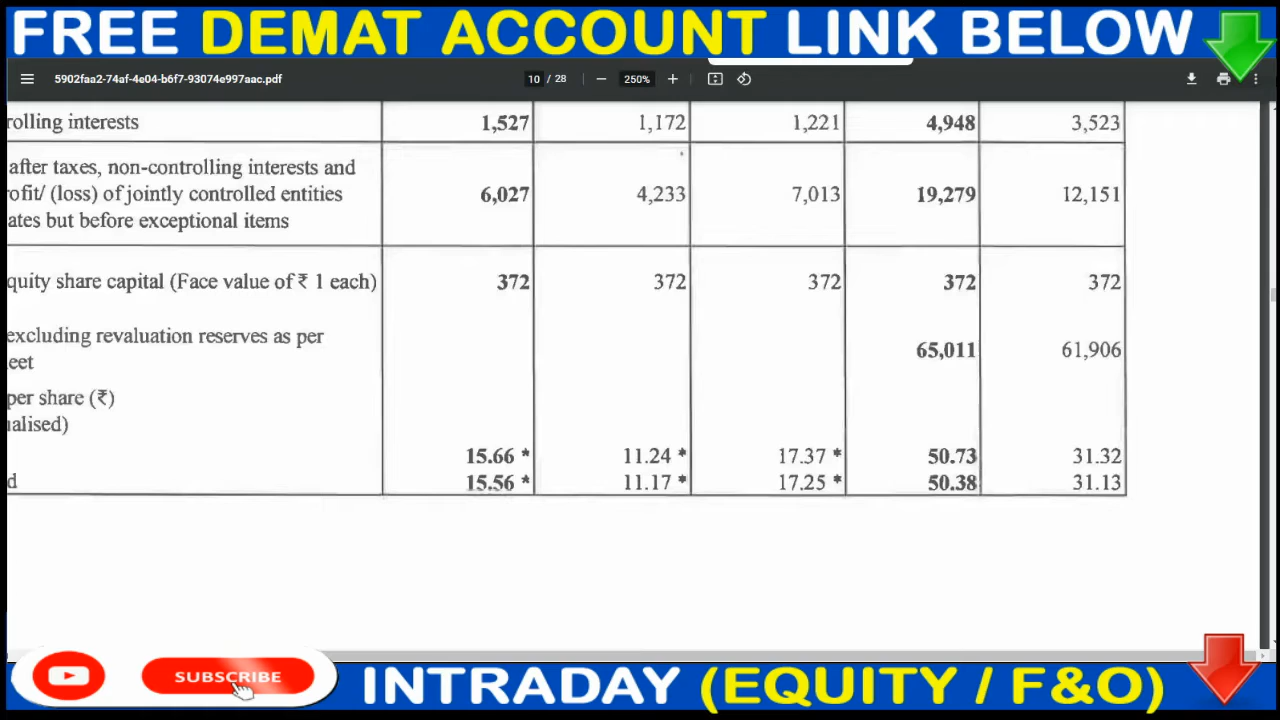 FREE DEMAT ACCOUNT LINK BELOW
5902faa2-74af-4e04-b6f7-93074e997aac.pdf 10 / 28 250%
rolling interests 1,527 1,172 1,221 4,948 3,523
after taxes, non-controlling interests and
rofit/ (loss) of jointly controlled entities 6,027 4,233 7,013 19,279 12,151
ates but before exceptional items
quity share capital (Face value of ₹ 1 each) 372 372 372 372 372
excluding revaluation reserves as per
eet 65,011 61,906
per share (₹)
ualised)
15.66 * 11.24 * 17.37 * 50.73 31.32
d 15.56 * 11.17 * 17.25 * 50.38 31.13
SUBSCRIBE
INTRADAY (EQUITY / F&O)